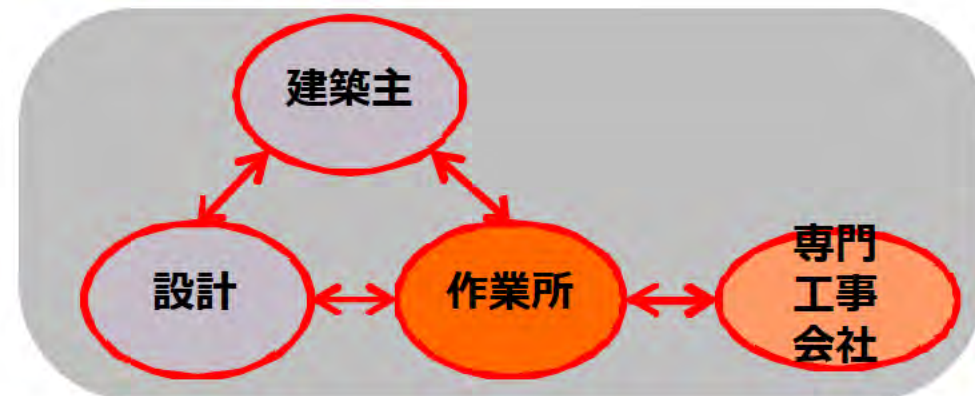 建築主
設計
作業所
専門
工事
会社